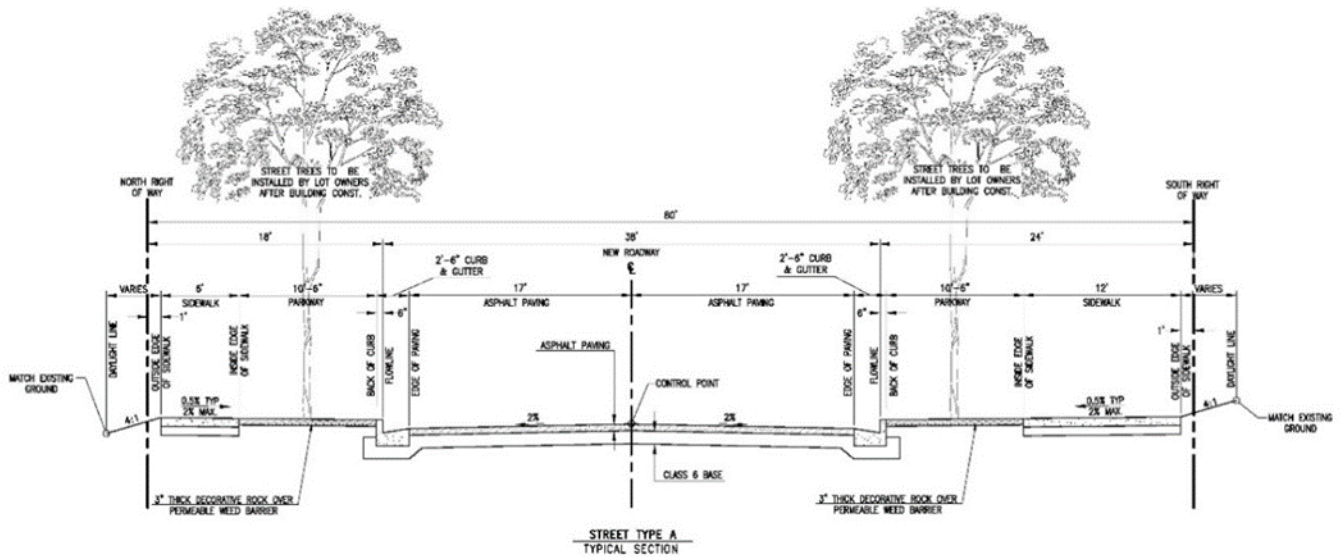 STREET TREES TO BE
INSTALLED BY LOT OWNERS
AFTER BUILDING CONST.
STREET TREES TO BE
INSTALLED BY LOT OWNERS
AFTER BUILDING CONST.
NORTH RIGHT
OF WAY
SOUTH RIGHT
OF WAY
80'
18'
38'
24'
NEW ROADWAY
2'-6" CURB
& GUTTER
2'-6" CURB
& GUTTER
VARIES
10'-6"
17'
17'
10'-6"
12'
VARIES
SIDEWALK
PARKWAY
ASPHALT PAVING
ASPHALT PAVING
PARKWAY
SIDEWALK
1'
6"
6"
1'
DAYLIGHT LINE
OUTSIDE EDGE
OF SIDEWALK
INSIDE EDGE
OF SIDEWALK
BACK OF CURB
FLOWLINE
EDGE OF PAVING
EDGE OF PAVING
FLOWLINE
BACK OF CURB
INSIDE EDGE
OF SIDEWALK
OUTSIDE EDGE
OF SIDEWALK
DAYLIGHT LINE
ASPHALT PAVING
CONTROL POINT
MATCH EXISTING
GROUND
4:1
0.5% TYP
2% MAX.
2%
2%
0.5% TYP
2% MAX.
4:1
MATCH EXISTING
GROUND
CLASS 6 BASE
3" THICK DECORATIVE ROCK OVER
PERMEABLE WEED BARRIER
3" THICK DECORATIVE ROCK OVER
PERMEABLE WEED BARRIER
STREET TYPE A
TYPICAL SECTION